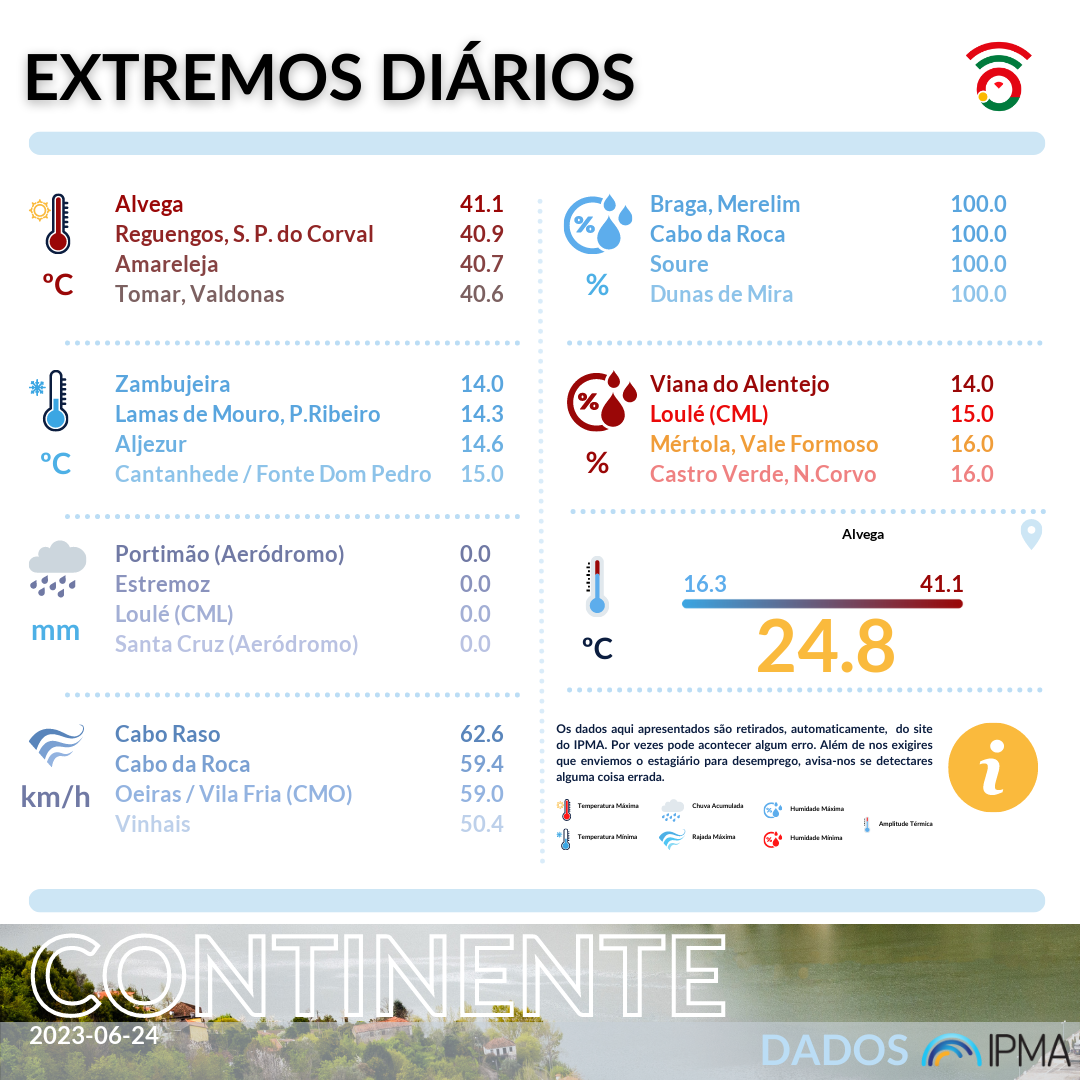 EXTREMOS DIÁRIOS
Alvega 41.1
Reguengos, S. P. do Corval 40.9
Amareleja 40.7
Tomar, Valdonas 40.6
ºC
Zambujeira 14.0
Lamas de Mouro, P.Ribeiro 14.3
Aljezur 14.6
Cantanhede / Fonte Dom Pedro 15.0
ºC
Portimão (Aeródromo) 0.0
Estremoz 0.0
Loulé (CML) 0.0
Santa Cruz (Aeródromo) 0.0
mm
Cabo Raso 62.6
Cabo da Roca 59.4
Oeiras / Vila Fria (CMO) 59.0
Vinhais 50.4
km/h
%
Braga, Merelim 100.0
Cabo da Roca 100.0
Soure 100.0
Dunas de Mira 100.0
%
%
Viana do Alentejo 14.0
Loulé (CML) 15.0
Mértola, Vale Formoso 16.0
Castro Verde, N.Corvo 16.0
%
Alvega
16.3 41.1
24.8
ºC
Os dados aqui apresentados são retirados, automaticamente, do site
do IPMA. Por vezes pode acontecer algum erro. Além de nos exigires
que enviemos o estagiário para desemprego, avisa-nos se detectares
alguma coisa errada.
i
Temperatura Máxima Chuva Acumulada % Humidade Máxima
Amplitude Térmica
Temperatura Mínima Rajada Máxima % Humidade Mínima
CONTINENTE
2023-06-24
DADOS IPMA